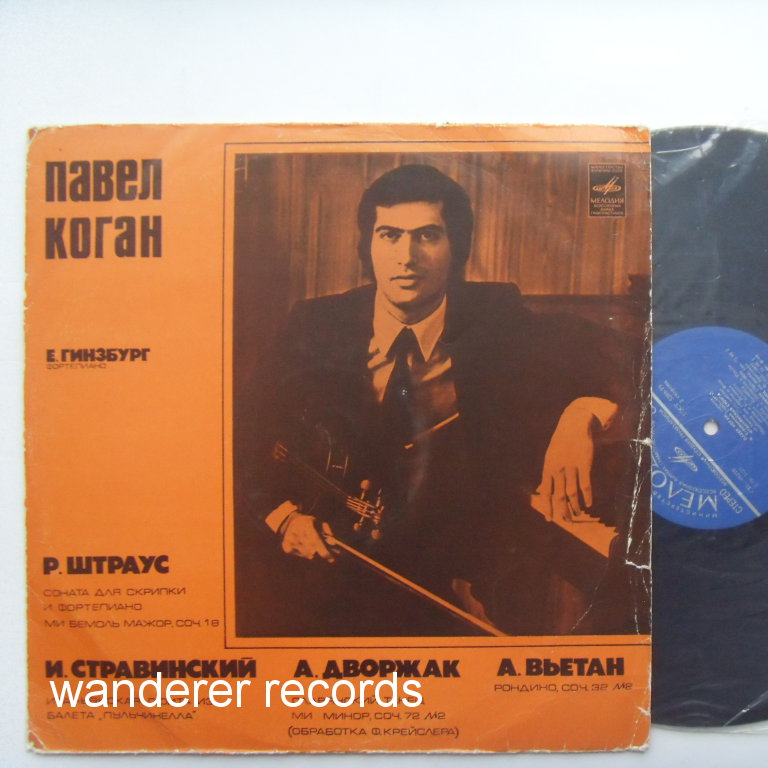 ПАВЕЛ
КОГАН
МЕЛОДИЯ
Е. ГИНЗБУРГ
ФОРТЕПИАНО
Р. ШТРАУС
СОНАТА ДЛЯ СКРИПКИ
И ФОРТЕПИАНО
МИ БЕМОЛЬ МАЖОР, СОЧ. 18
И. СТРАВИНСКИЙ
БАЛЕТА „ПУЛЬЧИНЕЛЛА”
А. ДВОРЖАК
МИ МИНОР, СОЧ. 72 №2
(ОБРАБОТКА Ф. КРЕЙСЛЕРА)
А. ВЬЕТАН
РОНДИНО, СОЧ. 32 №2
wanderer records
СТЕРЕО
МЕЛО